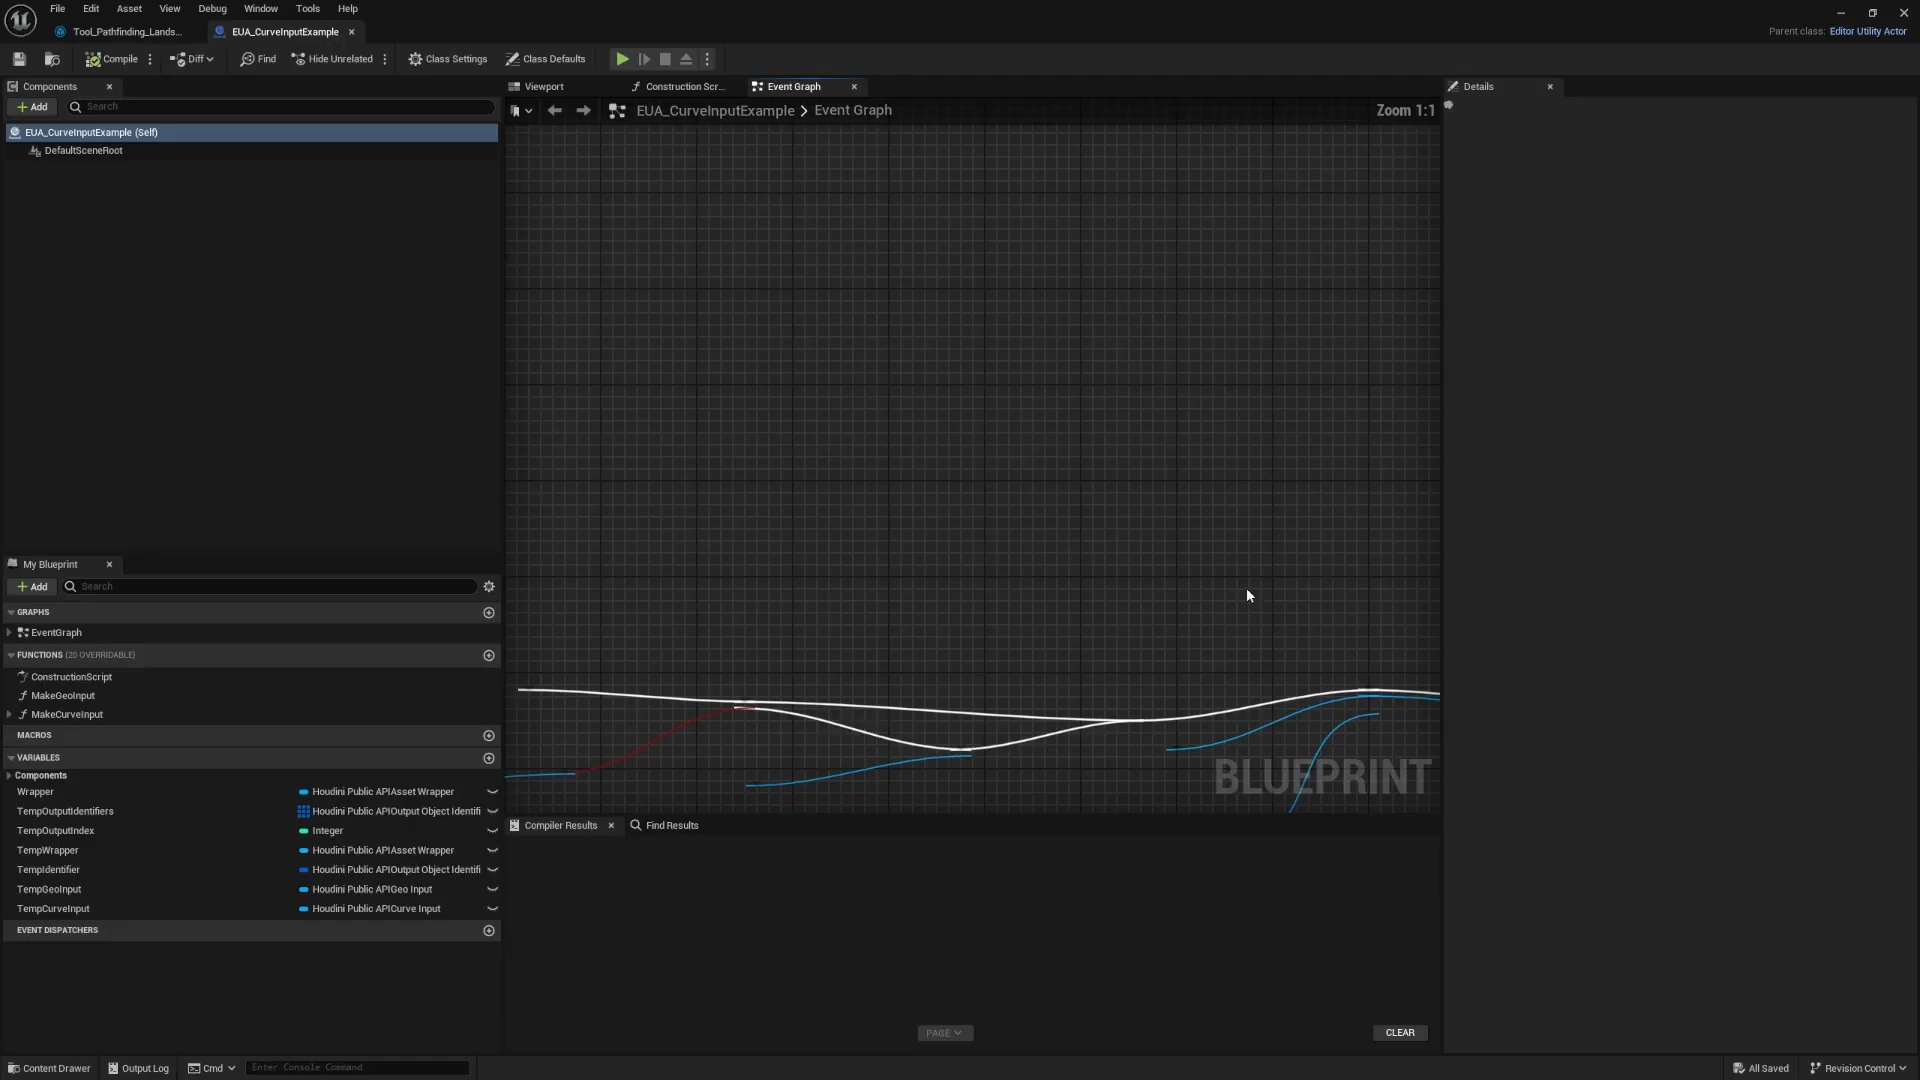 File Edit Asset View Debug Window Tools Help
Tool_Pathfinding_Lands...
EUA_CurveInputExample
Parent class: Editor Utility Actor
Compile Diff Find Hide Unrelated Class Settings Class Defaults
Components
Add Search
EUA_CurveInputExample (Self)
DefaultSceneRoot
Viewport Construction Scr... Event Graph
EUA_CurveInputExample > Event Graph Zoom 1:1
BLUEPRINT
Details
My Blueprint
Add Search
GRAPHS
EventGraph
FUNCTIONS (20 OVERRIDABLE)
ConstructionScript
MakeGeoInput
MakeCurveInput
MACROS
VARIABLES
Components
Wrapper Houdini Public APIAsset Wrapper
TempOutputIdentifiers Houdini Public APIOutput Object Identifi
TempOutputIndex Integer
TempWrapper Houdini Public APIAsset Wrapper
TempIdentifier Houdini Public APIOutput Object Identifi
TempGeoInput Houdini Public APIGeo Input
TempCurveInput Houdini Public APICurve Input
EVENT DISPATCHERS
Compiler Results Find Results
PAGE CLEAR
Content Drawer Output Log Cmd Enter Console Command All Saved Revision Control